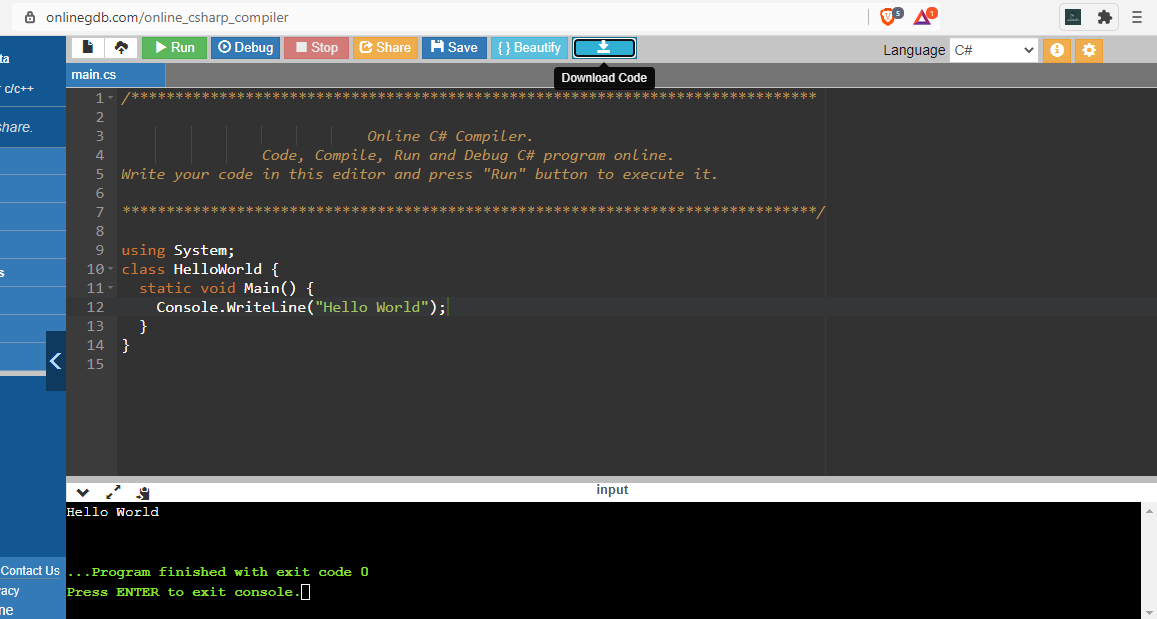 onlinegdb.com/online_csharp_compiler
5
1
Run Debug Stop Share Save { } Beautify Language C#
Download Code
main.cs
ta
c/c++
share.
s
1 /******************************************************************************
2
3 Online C# Compiler.
4 Code, Compile, Run and Debug C# program online.
5 Write your code in this editor and press "Run" button to execute it.
6
7 *******************************************************************************/
8
9 using System;
10 class HelloWorld {
11 static void Main() {
12 Console.WriteLine("Hello World");
13 }
14 }
15
input
Hello World
...Program finished with exit code 0
Press ENTER to exit console.
Contact Us
acy
ne